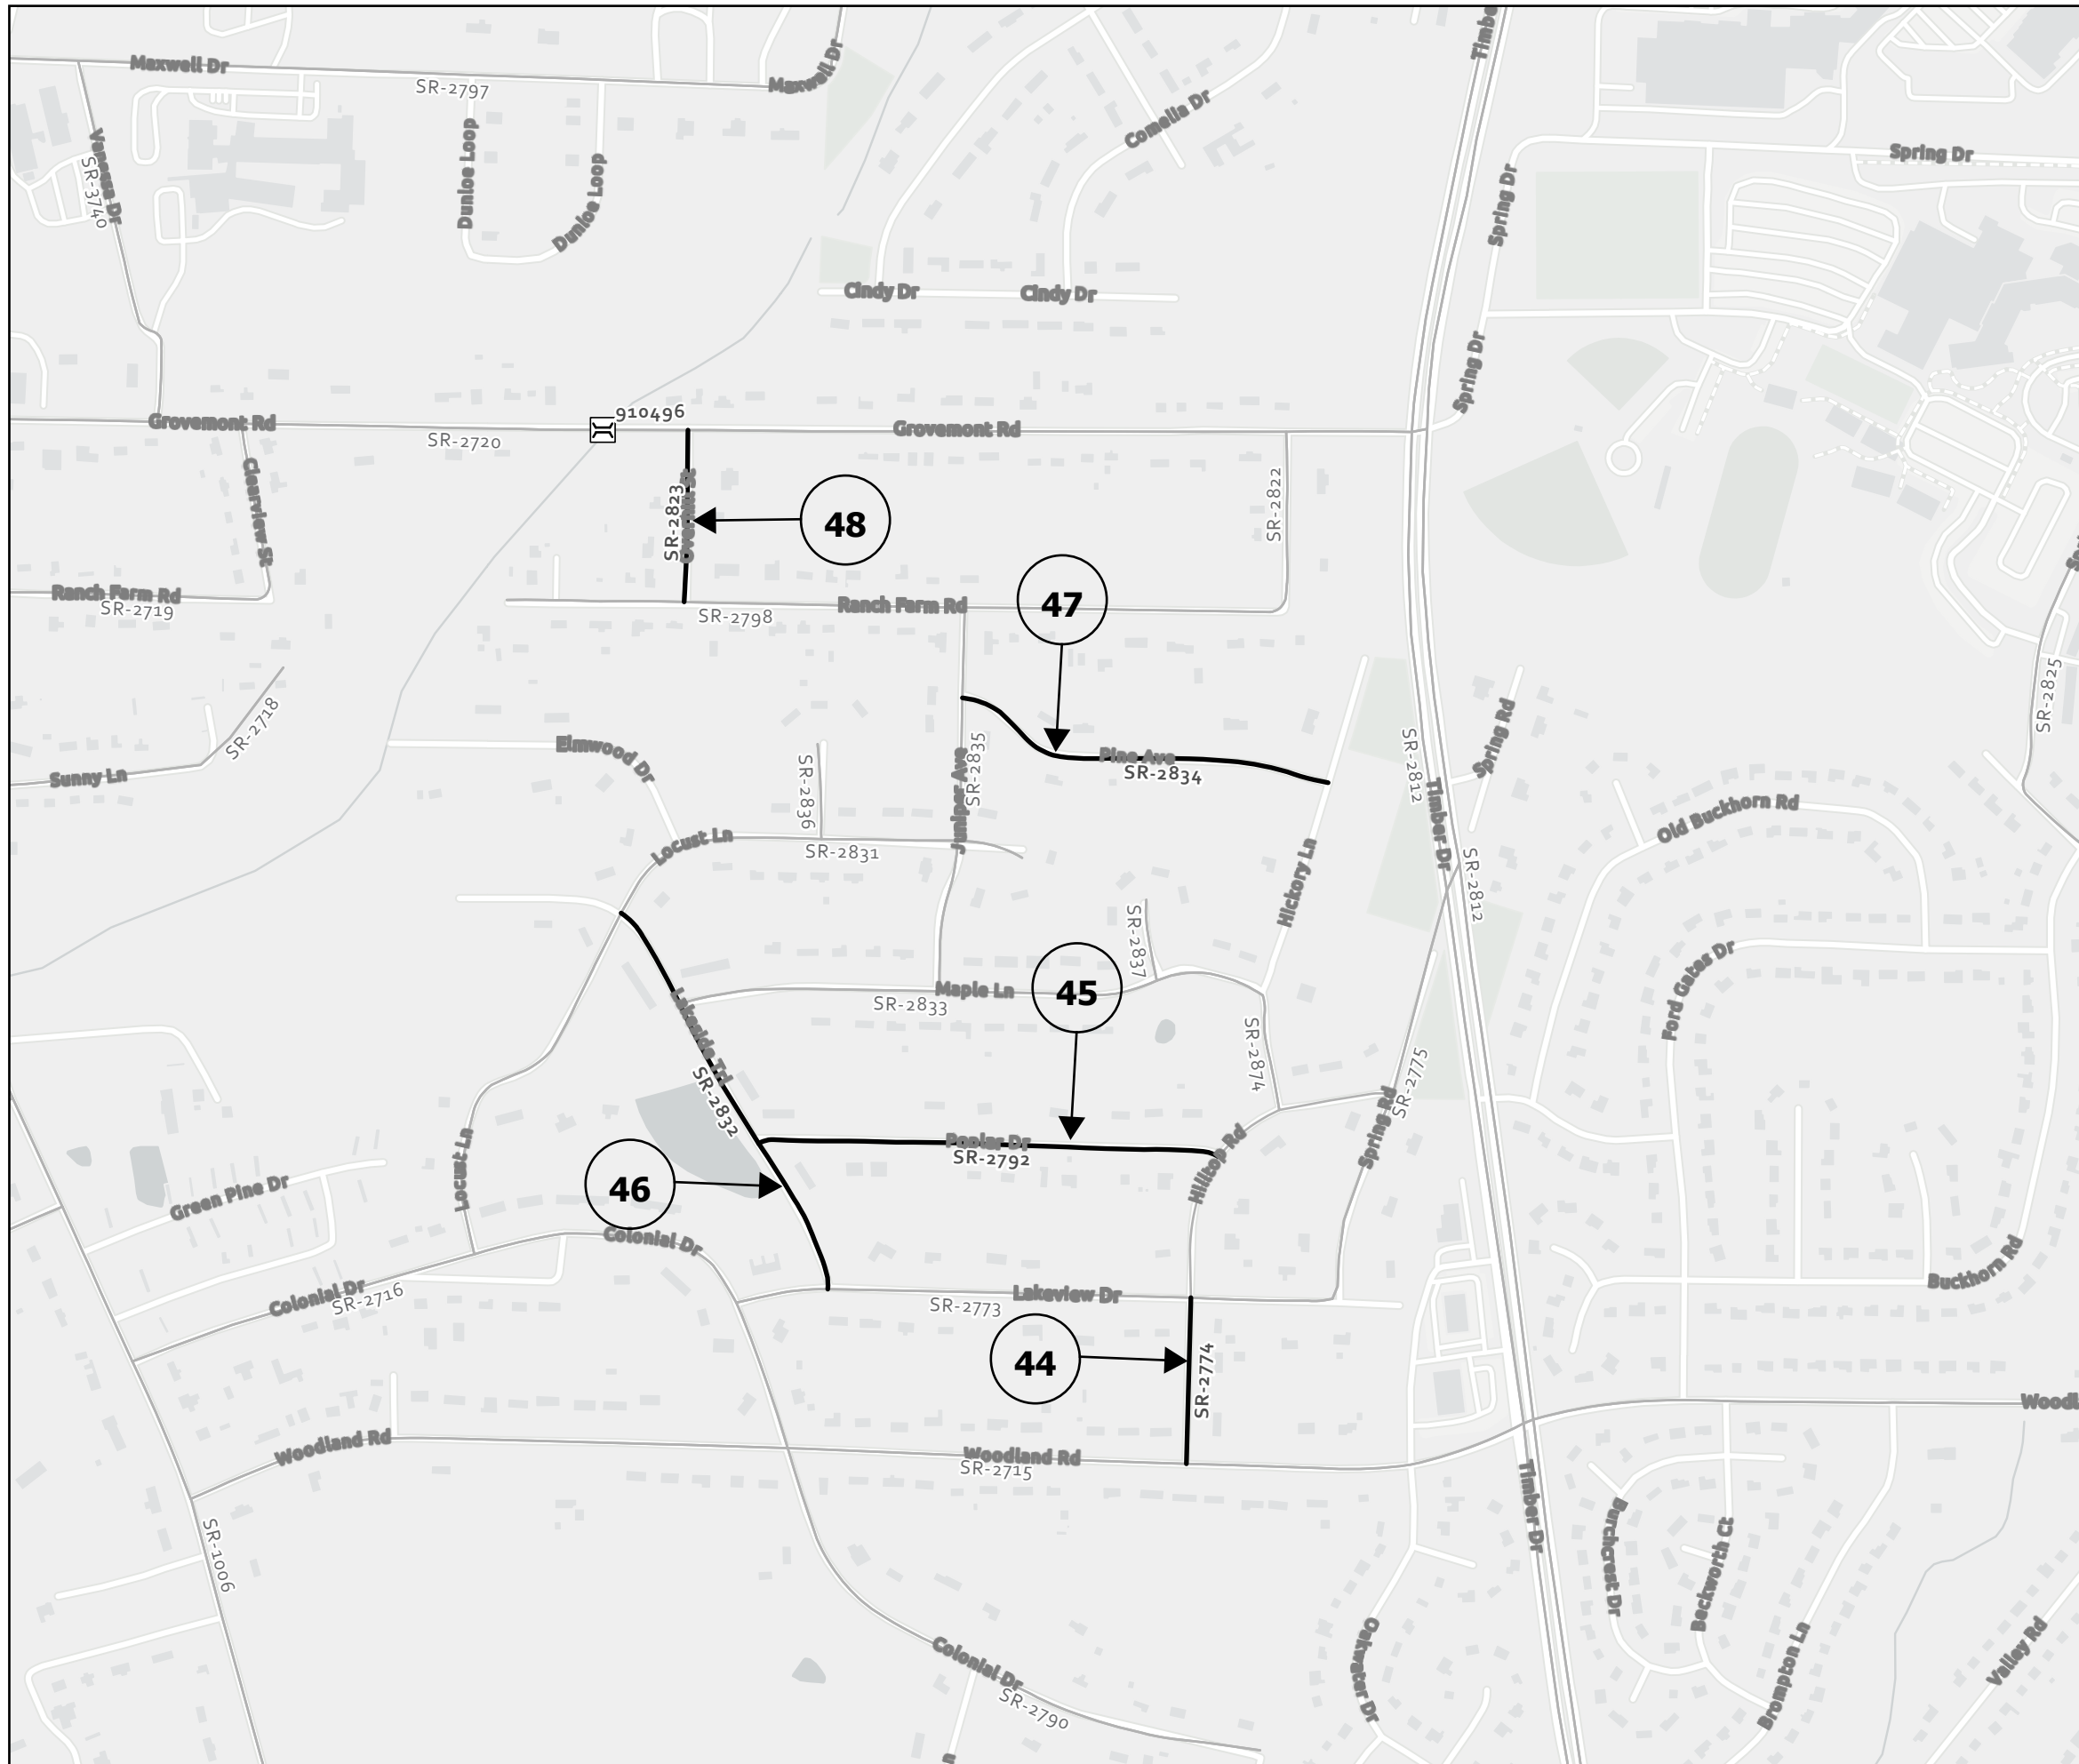 Timbe
Maxwell Dr
Maxwell Dr
SR-2797
Vanessa Dr
SR-3740
Dunloe Loop
Dunloe Loop
Comelia Dr
Spring Dr
Spring Dr
Cindy Dr
Cindy Dr
Spring Dr
910496
Grovemont Rd
SR-2720
Grovemont Rd
Clearview St
SR-2823
48
SR-2822
Ranch Farm Rd
SR-2719
SR-2798
Ranch Farm Rd
47
SR-2718
Sunny Ln
Elmwood Dr
SR-2836
Juniper Ave
SR-2835
Pine Ave
SR-2834
SR-2812
Timber Dr
Spring Rd
SR-2825
Old Buckhorn Rd
Locust Ln
SR-2831
Hickory Ln
SR-2812
SR-2837
45
Ford Gates Dr
Lakeside Trl
SR-2832
Maple Ln
SR-2833
SR-2874
SR-2775
Spring Rd
Poplar Dr
SR-2792
Hilltop Rd
46
Locust Ln
Green Pine Dr
Colonial Dr
Colonial Dr
SR-2716
SR-2773
Lakeview Dr
Buckhorn Rd
44
SR-2774
Woodl
Woodland Rd
Woodland Rd
SR-2715
Timber Dr
SR-1006
Burchcrest Dr
Beckworth Ct
Brompton Ln
Valley Rd
Oakwater Dr
Colonial Dr
SR-2790
n